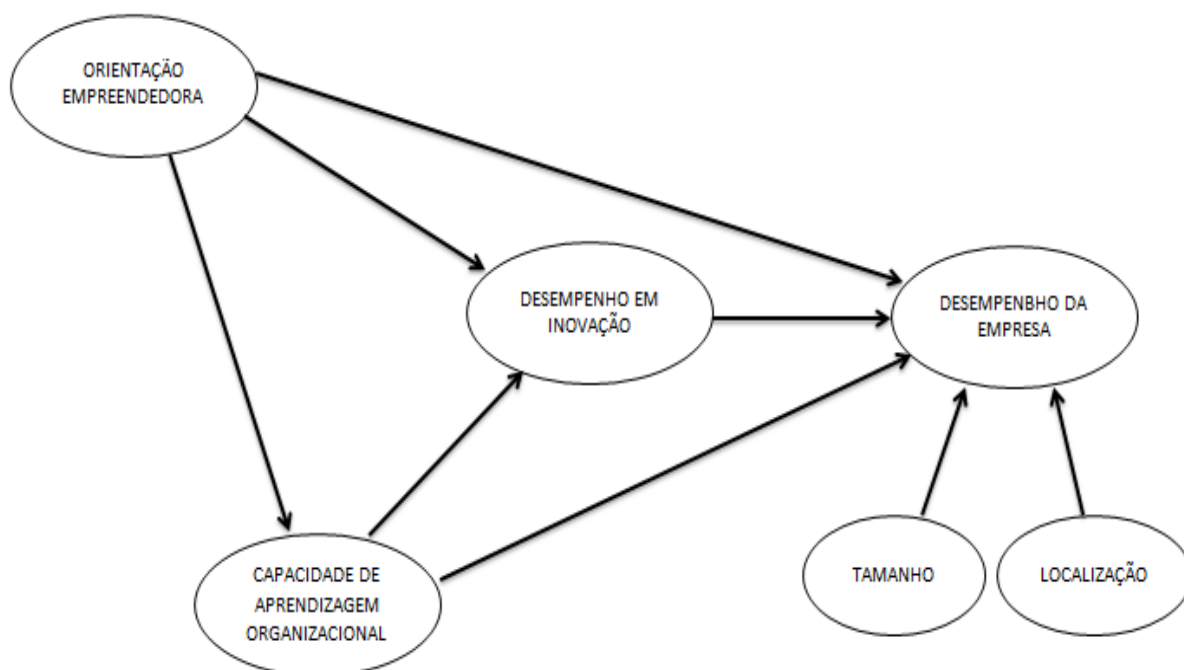 ORIENTAÇÃO
EMPREENDEDORA
DESEMPENHO EM
INOVAÇÃO
DESEMPENBHO DA
EMPRESA
CAPACIDADE DE
APRENDIZAGEM
ORGANIZACIONAL
TAMANHO
LOCALIZAÇÃO